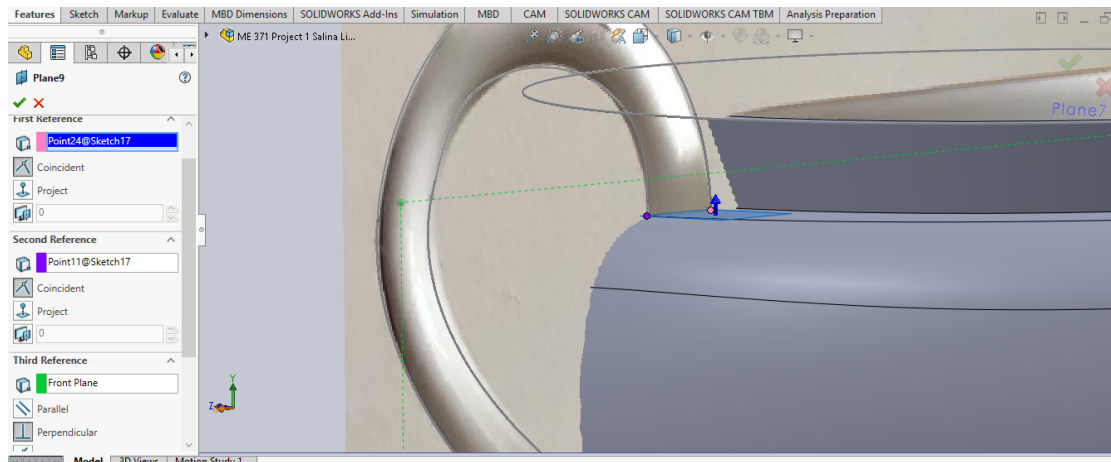 Features Sketch Markup Evaluate MBD Dimensions SOLIDWORKS Add-Ins Simulation MBD CAM SOLIDWORKS CAM SOLIDWORKS CAM TBM Analysis Preparation
ME 371 Project 1 Salina Li...
Plane9
First Reference
Point24@Sketch17
Coincident
Project
0
Second Reference
Point11@Sketch17
Coincident
Project
0
Third Reference
Front Plane
Parallel
Perpendicular
Plane7
Y
Z
Model 3D Views Motion Study 1